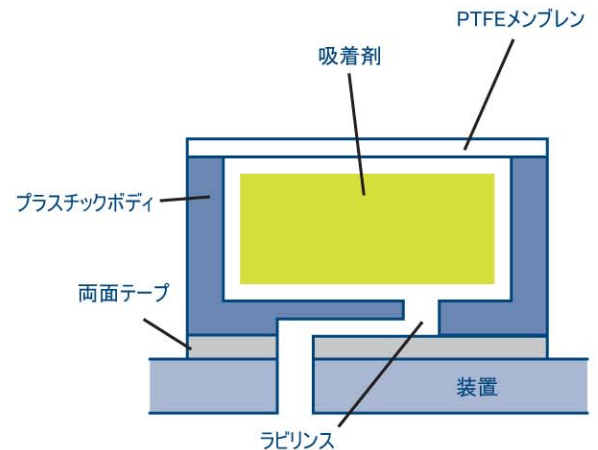 PTFEメンブレン
吸着剤
プラスチックボディ
両面テープ
装置
ラビリンス